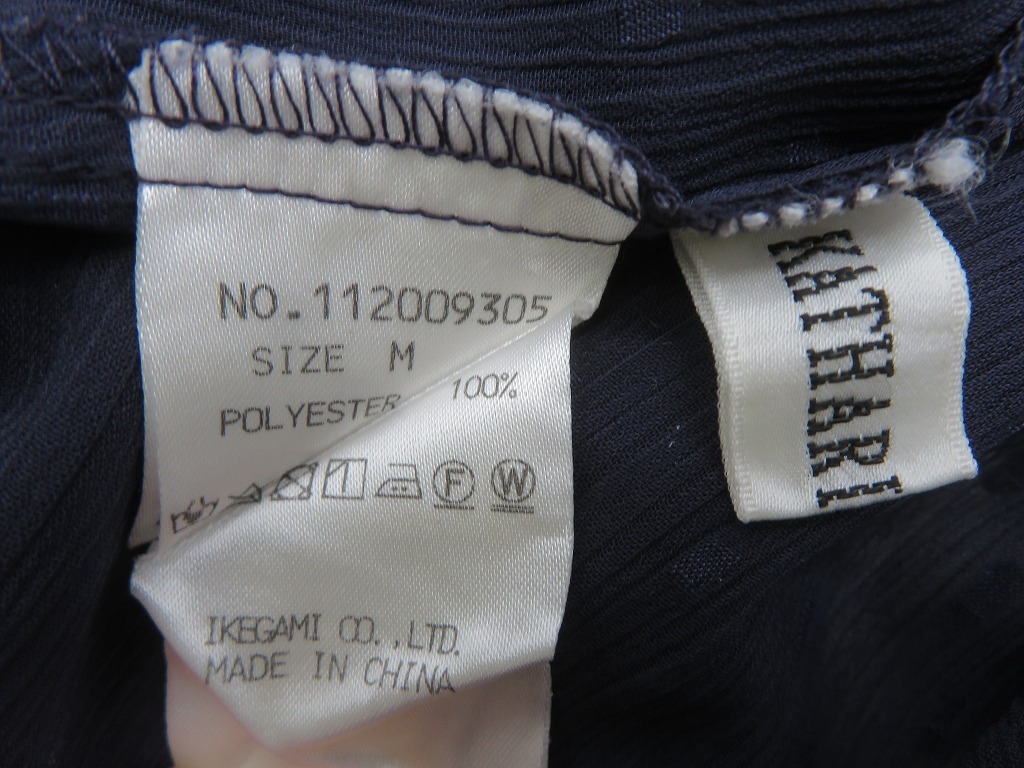 NO.112009305
SIZE M
POLYESTER 100%
F W
IKEGAMI CO.,LTD.
MADE IN CHINA
KATHARI